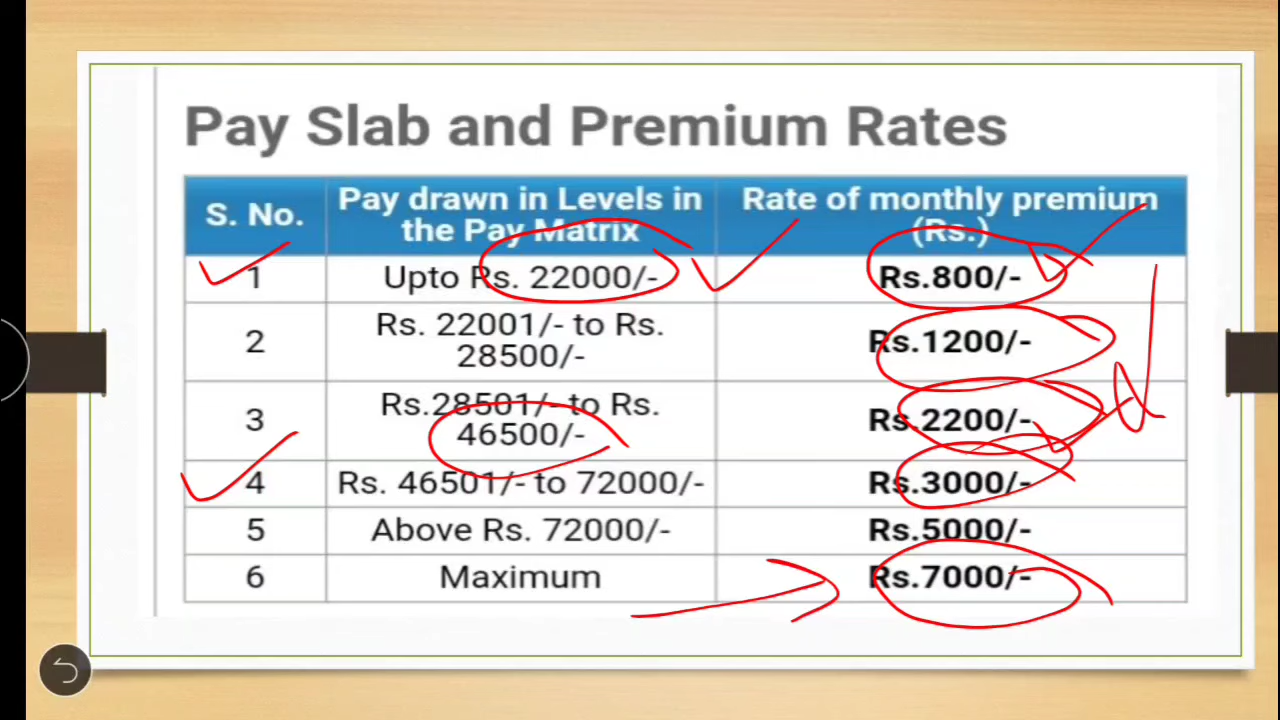 Pay Slab and Premium Rates
S. No.
Pay drawn in Levels in
the Pay Matrix
Rate of monthly premium
(Rs.)
1
Upto Rs. 22000/-
Rs.800/-
2
Rs. 22001/- to Rs.
28500/-
Rs.1200/-
3
Rs.28501/- to Rs.
46500/-
Rs.2200/-
4
Rs. 46501/- to 72000/-
Rs.3000/-
5
Above Rs. 72000/-
Rs.5000/-
6
Maximum
Rs.7000/-